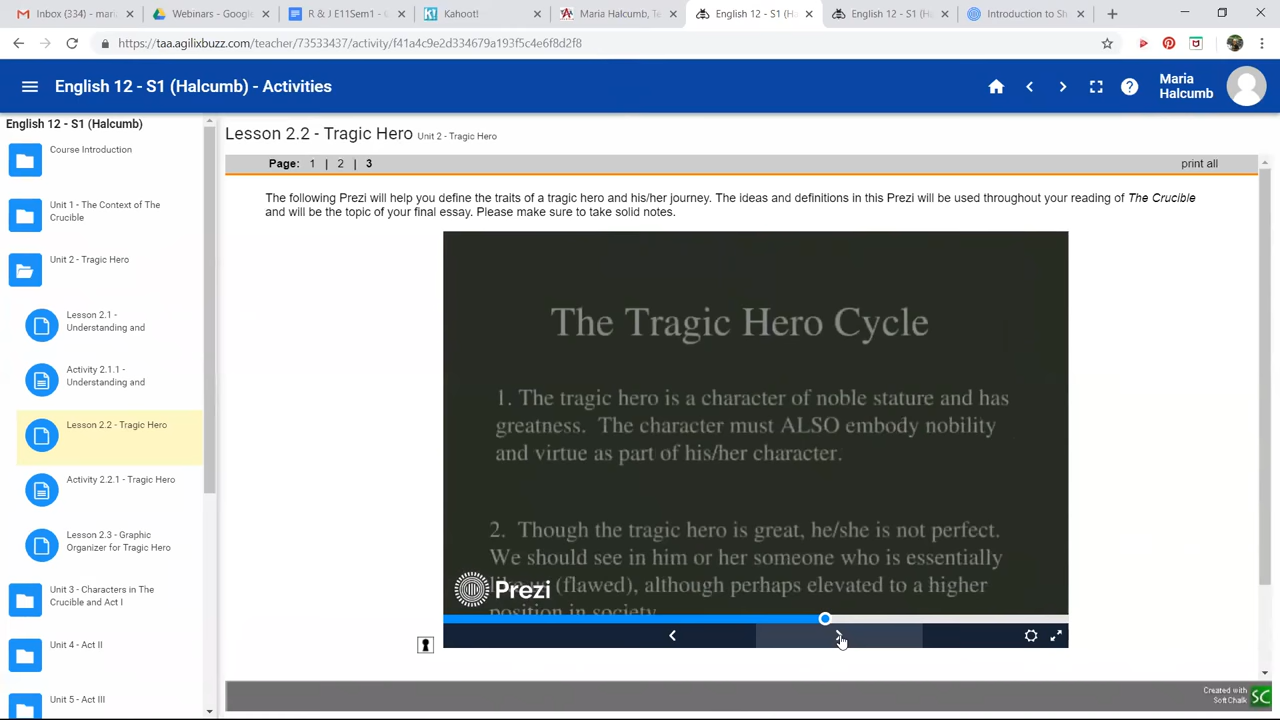 Inbox (314) - maria
Webinars - Google
R & J E11Sem1 - G
Kahoot!
Maria Halcumb, Te
English 12 - S1 (Ha
English 12 - S1 (Ha
Introduction to Sh
https://taa.agilixbuzz.com/teacher/73533437/activity/f41a4c9e2d334679a193f5c4e6f8d2f8
English 12 - S1 (Halcumb) - Activities
Maria
Halcumb
English 12 - S1 (Halcumb)
Course Introduction
Unit 1 - The Context of The
Crucible
Unit 2 - Tragic Hero
Lesson 2.1 -
Understanding and
Activity 2.1.1 -
Understanding and
Lesson 2.2 - Tragic Hero
Activity 2.2.1 - Tragic Hero
Lesson 2.3 - Graphic
Organizer for Tragic Hero
Unit 3 - Characters in The
Crucible and Act I
Unit 4 - Act II
Unit 5 - Act III
Lesson 2.2 - Tragic Hero Unit 2 - Tragic Hero
Page: 1 | 2 | 3
print all
The following Prezi will help you define the traits of a tragic hero and his/her journey. The ideas and definitions in this Prezi will be used throughout your reading of The Crucible
and will be the topic of your final essay. Please make sure to take solid notes.
The Tragic Hero Cycle
1. The tragic hero is a character of noble stature and has
greatness. The character must ALSO embody nobility
and virtue as part of his/her character.
2. Though the tragic hero is great, he/she is not perfect.
We should see in him or her someone who is essentially
(flawed), although perhaps elevated to a higher
position in society
Prezi
Created with
SoftChalk
SC